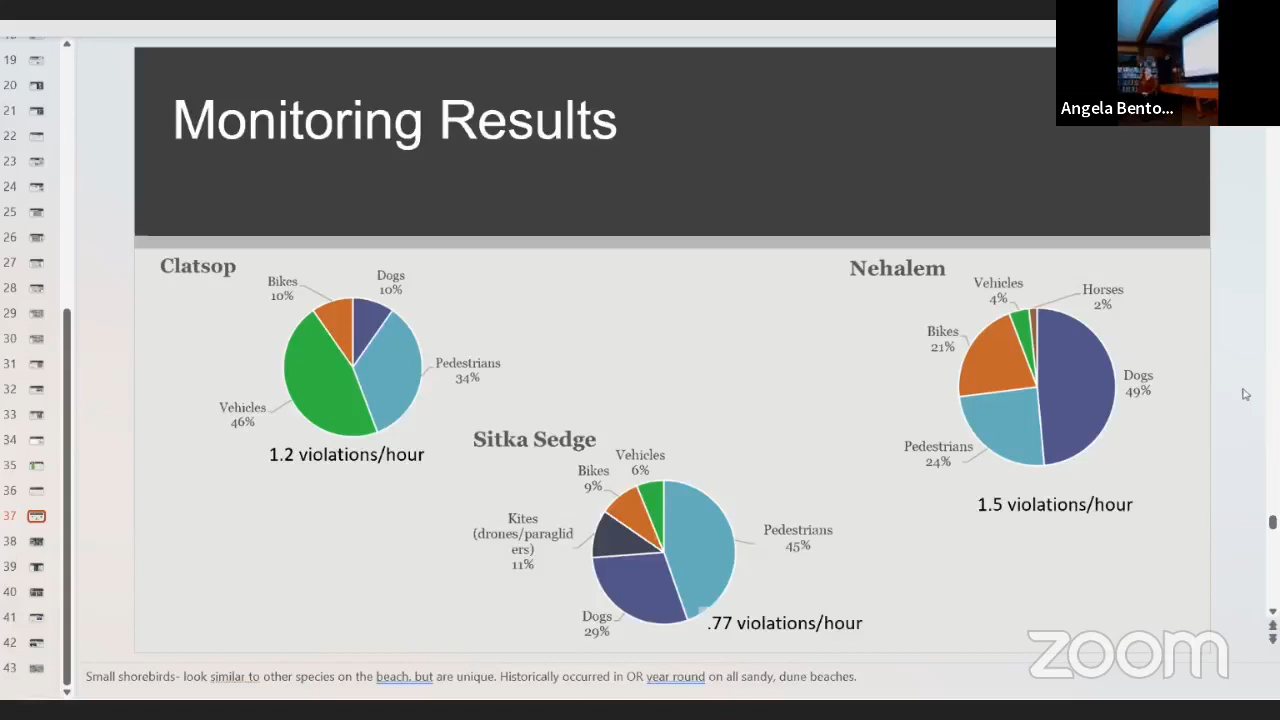 Angela Bento...
Monitoring Results
Clatsop
Bikes
10%
Dogs
10%
Pedestrians
34%
Vehicles
46%
1.2 violations/hour
Sitka Sedge
Vehicles
6%
Bikes
9%
Kites
(drones/paraglid
ers)
11%
Pedestrians
45%
Dogs
29%
.77 violations/hour
Nehalem
Vehicles
4%
Horses
2%
Bikes
21%
Dogs
49%
Pedestrians
24%
1.5 violations/hour
zoom
19
20
21
22
23
24
25
26
27
28
29
30
31
32
33
34
35
36
37
38
39
40
41
42
43
Small shorebirds- look similar to other species on the beach, but are unique. Historically occurred in OR year round on all sandy, dune beaches.